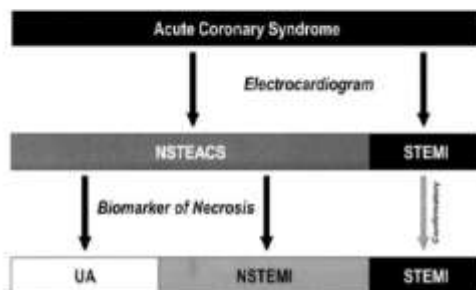 Acute Coronary Syndrome
Electrocardiogram
NSTEACS
STEMI
Biomarker of Necrosis
Confirmatory
UA
NSTEMI
STEMI